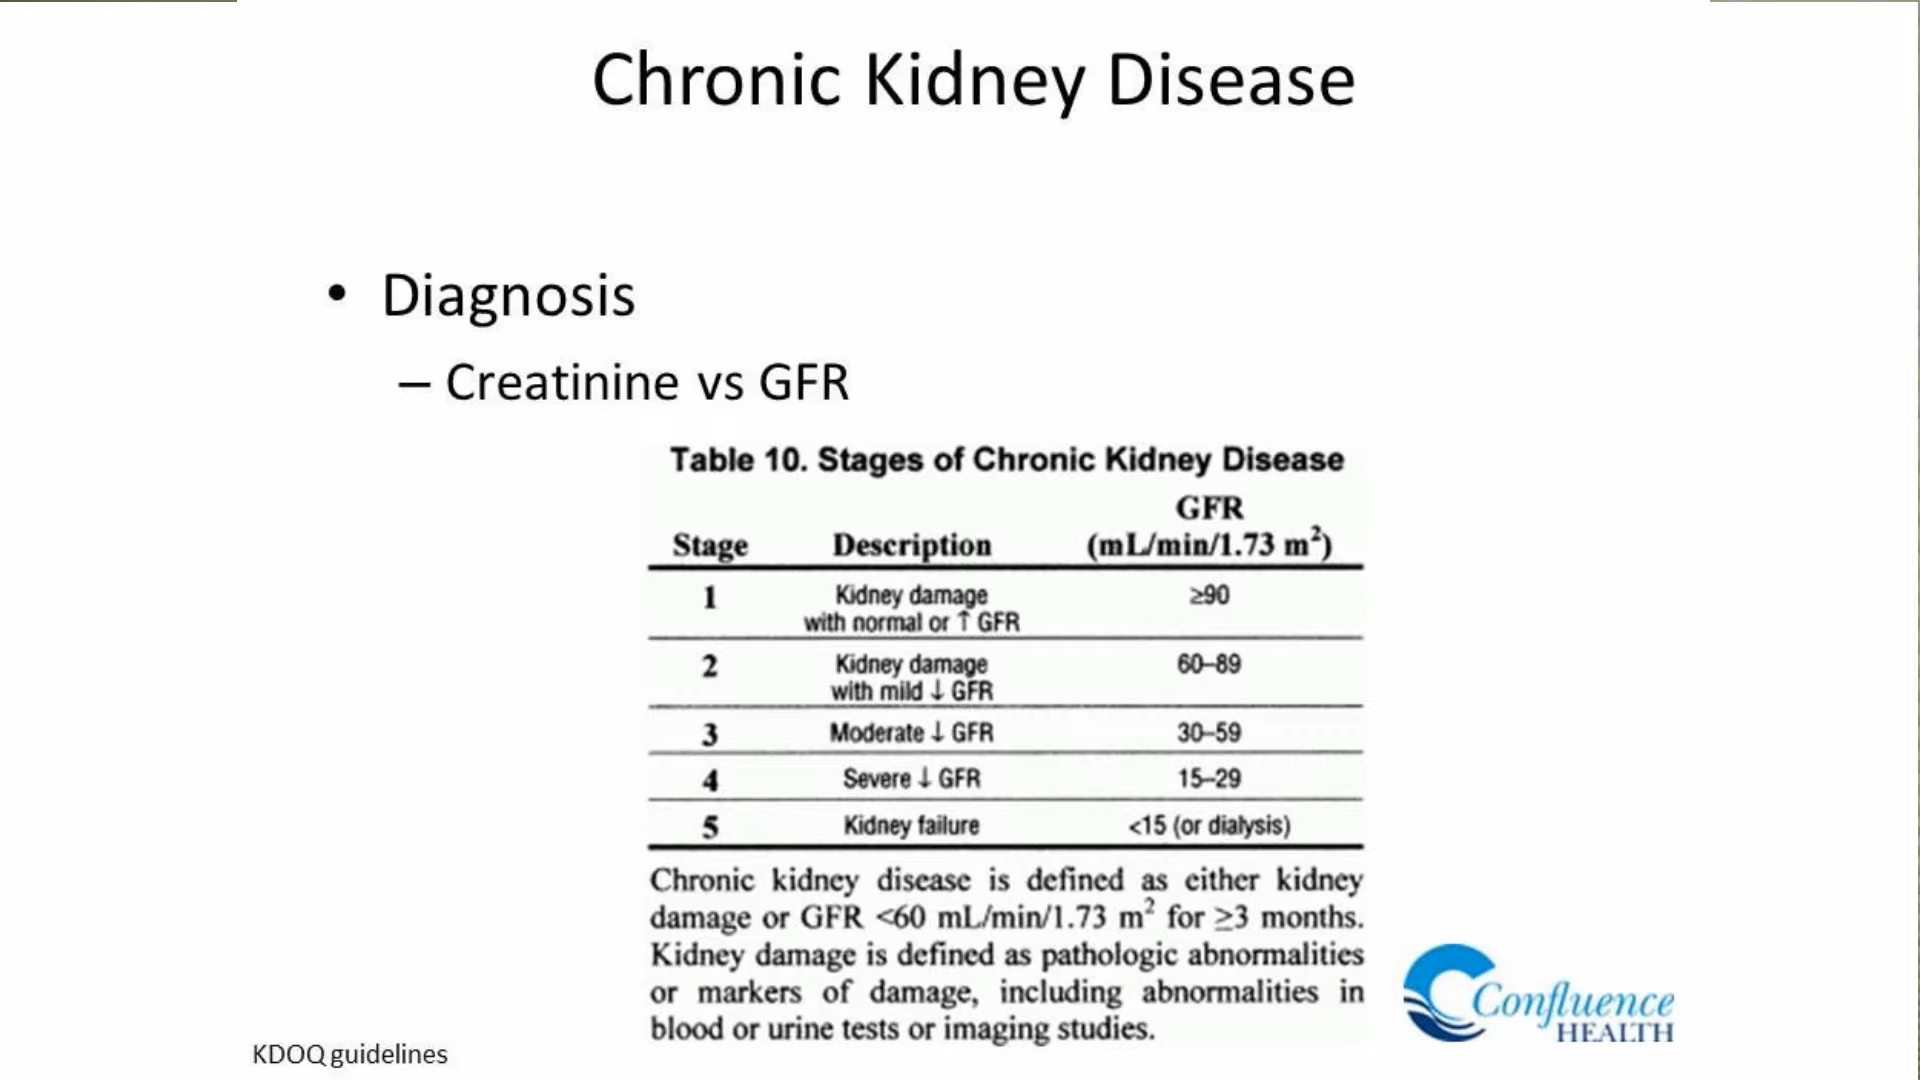 Chronic Kidney Disease
• Diagnosis
– Creatinine vs GFR
Table 10. Stages of Chronic Kidney Disease
GFR
Stage Description (mL/min/1.73 m²)
1 Kidney damage ≥90
with normal or ↑ GFR
2 Kidney damage 60–89
with mild ↓ GFR
3 Moderate ↓ GFR 30–59
4 Severe ↓ GFR 15–29
5 Kidney failure <15 (or dialysis)
Chronic kidney disease is defined as either kidney
damage or GFR <60 mL/min/1.73 m² for ≥3 months.
Kidney damage is defined as pathologic abnormalities
or markers of damage, including abnormalities in
blood or urine tests or imaging studies.
Confluence
HEALTH
KDOQ guidelines